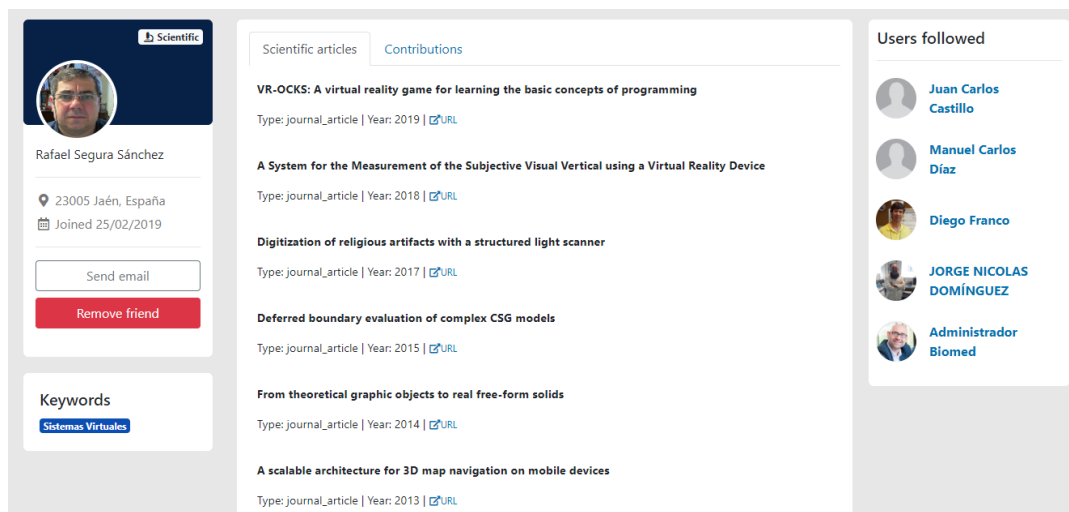 Scientific
Rafael Segura Sánchez
23005 Jaén, España
Joined 25/02/2019
Send email
Remove friend
Keywords
Sistemas Virtuales
Scientific articles
Contributions
VR-OCKS: A virtual reality game for learning the basic concepts of programming
Type: journal_article | Year: 2019 | URL
A System for the Measurement of the Subjective Visual Vertical using a Virtual Reality Device
Type: journal_article | Year: 2018 | URL
Digitization of religious artifacts with a structured light scanner
Type: journal_article | Year: 2017 | URL
Deferred boundary evaluation of complex CSG models
Type: journal_article | Year: 2015 | URL
From theoretical graphic objects to real free-form solids
Type: journal_article | Year: 2014 | URL
A scalable architecture for 3D map navigation on mobile devices
Type: journal_article | Year: 2013 | URL
Users followed
Juan Carlos
Castillo
Manuel Carlos
Díaz
Diego Franco
JORGE NICOLAS
DOMÍNGUEZ
Administrador
Biomed